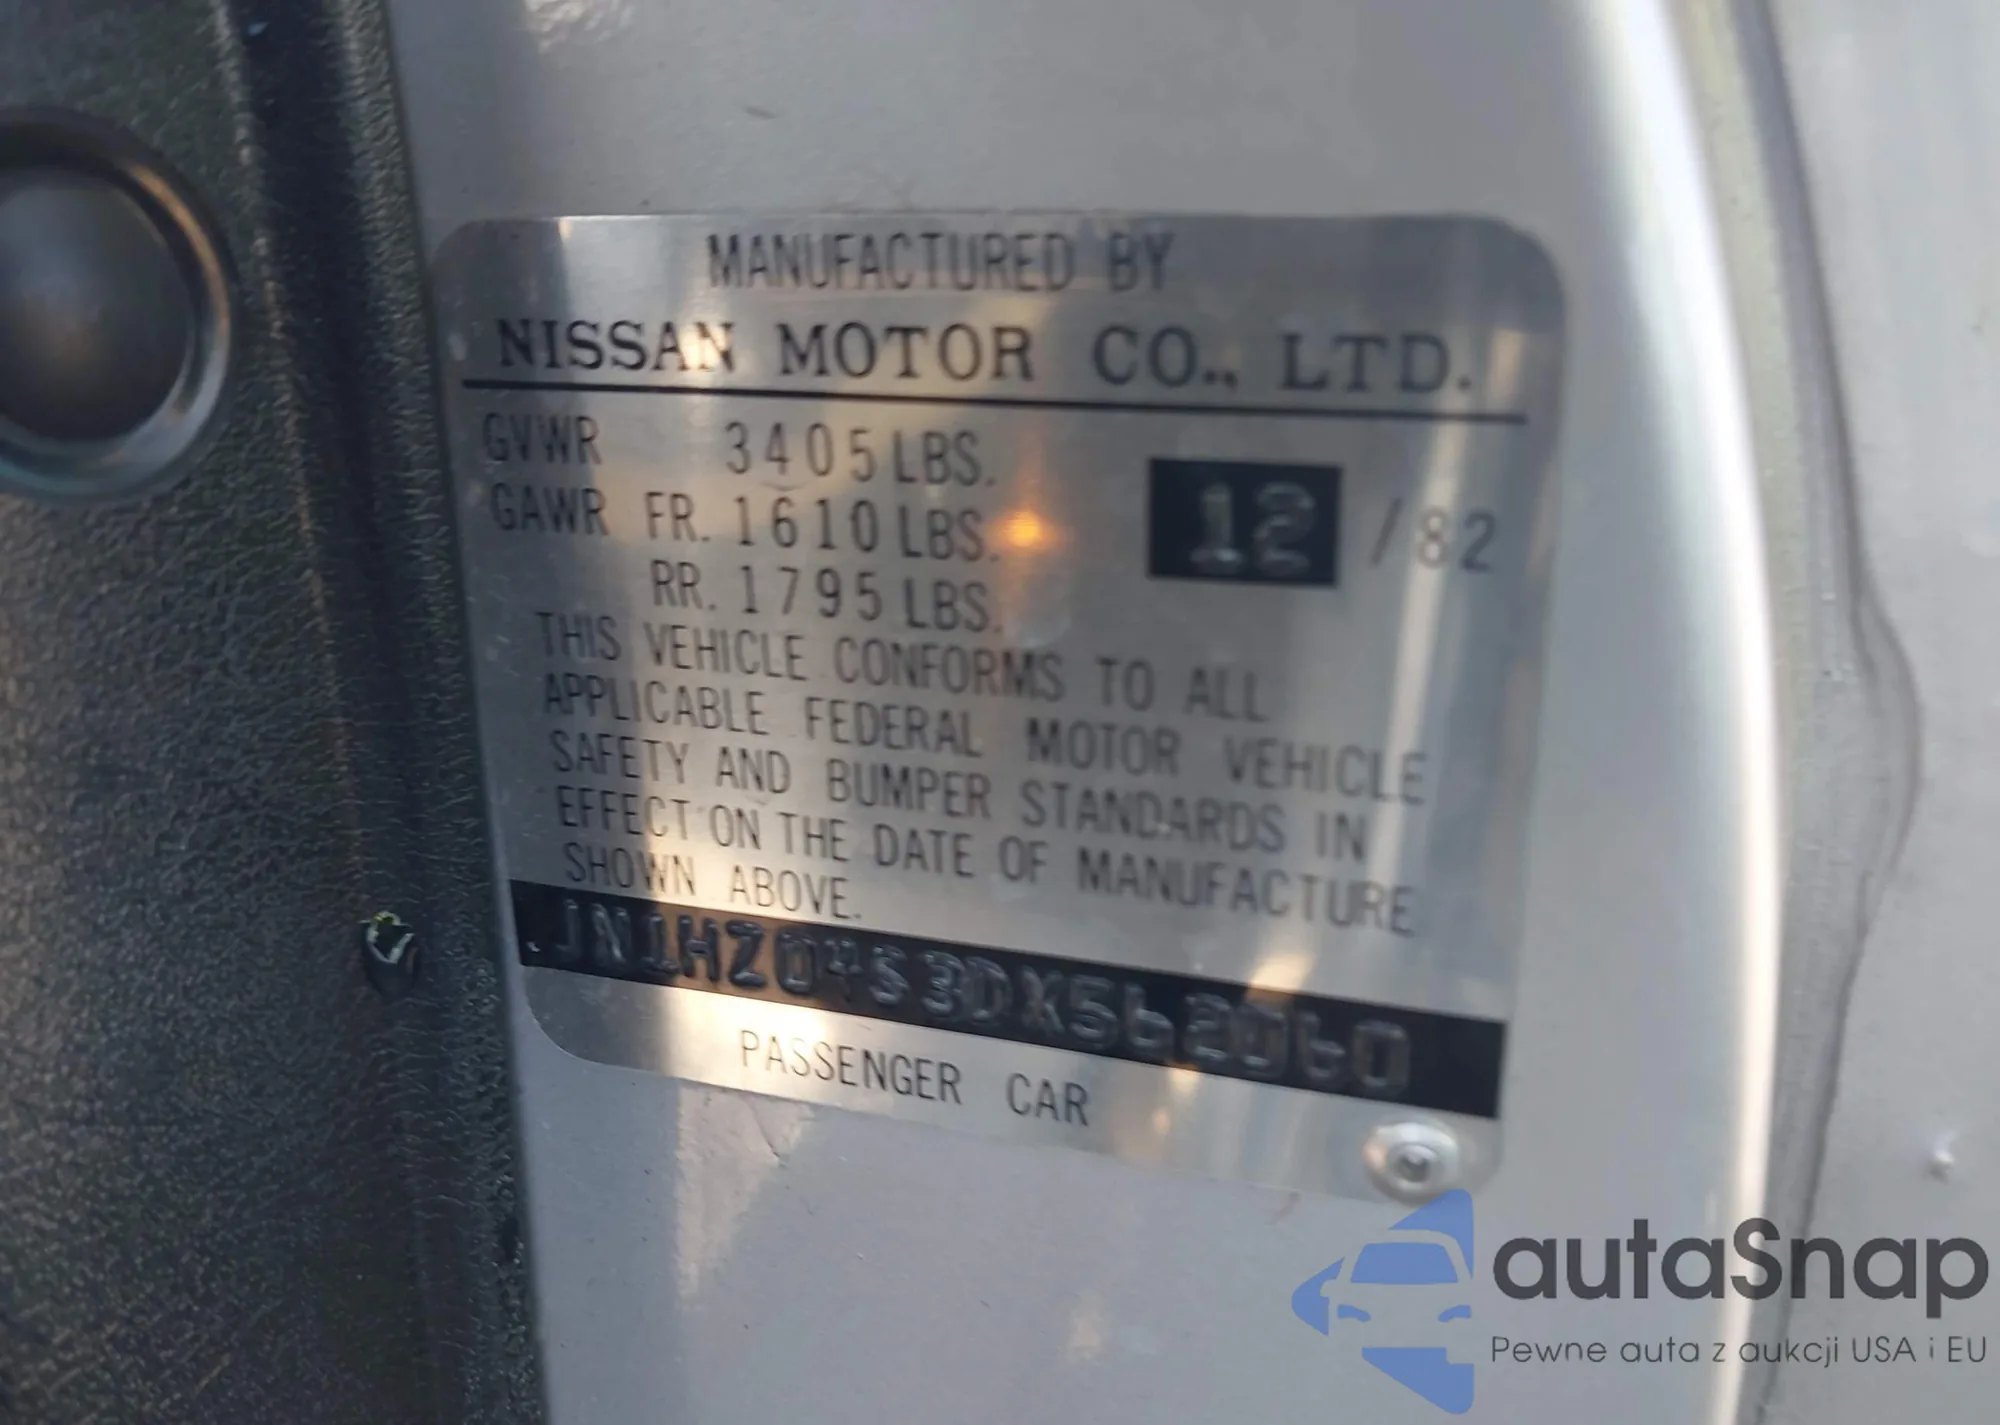 MANUFACTURED BY
NISSAN MOTOR CO., LTD.
GVWR 3405 LBS.
GAWR FR. 1610 LBS. 12 / 82
RR. 1795 LBS.
THIS VEHICLE CONFORMS TO ALL
APPLICABLE FEDERAL MOTOR VEHICLE
SAFETY AND BUMPER STANDARDS IN
EFFECT ON THE DATE OF MANUFACTURE
SHOWN ABOVE.
JN1HZ04S3DX562060
PASSENGER CAR
autaSnap
Pewne auta z aukcji USA i EU